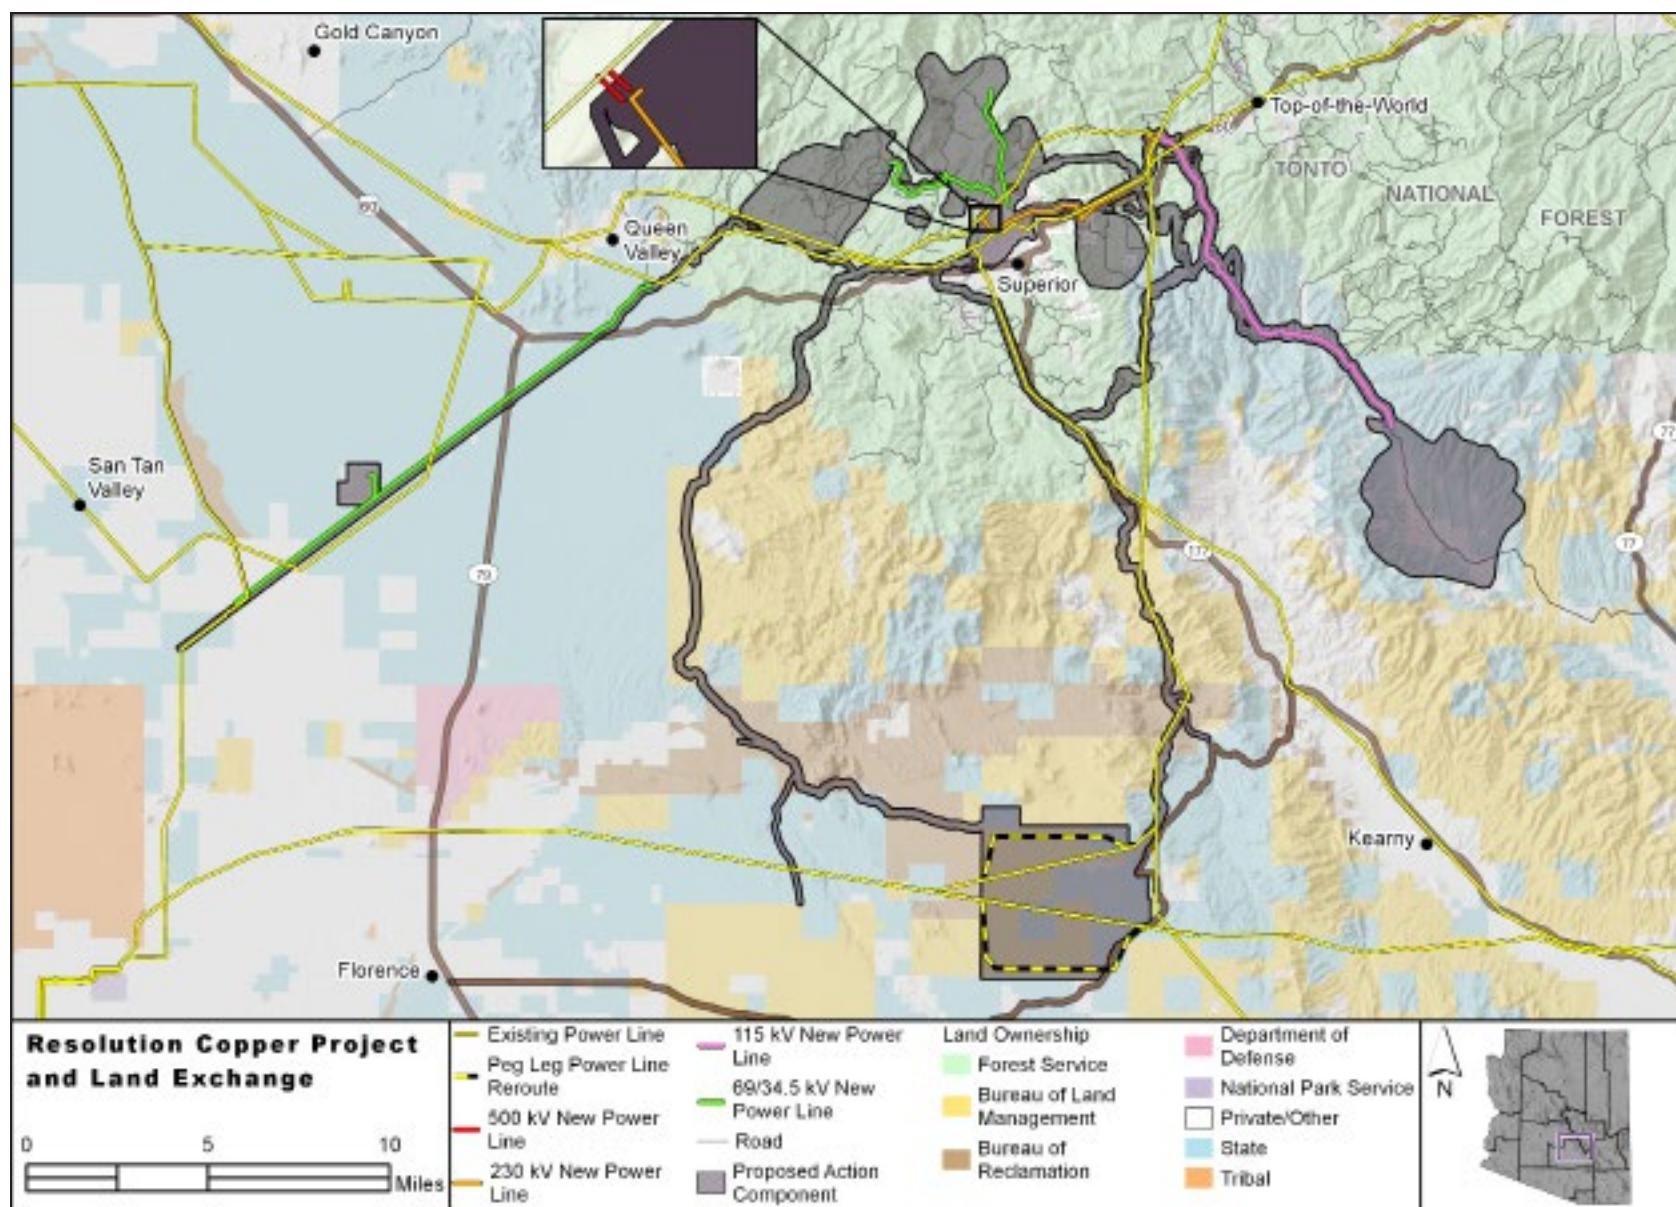 Gold Canyon
Top-of-the-World
60
TONTO
NATIONAL
FOREST
60
Queen
Valley
Superior
77
San Tan
Valley
177
77
79
Kearny
Florence
Resolution Copper Project
and Land Exchange
0 5 10
Miles
Existing Power Line
Peg Leg Power Line
Reroute
500 kV New Power
Line
230 kV New Power
Line
115 kV New Power
Line
69/34.5 kV New
Power Line
Road
Proposed Action
Component
Land Ownership
Forest Service
Bureau of Land
Management
Bureau of
Reclamation
Department of
Defense
National Park Service
Private/Other
State
Tribal
N